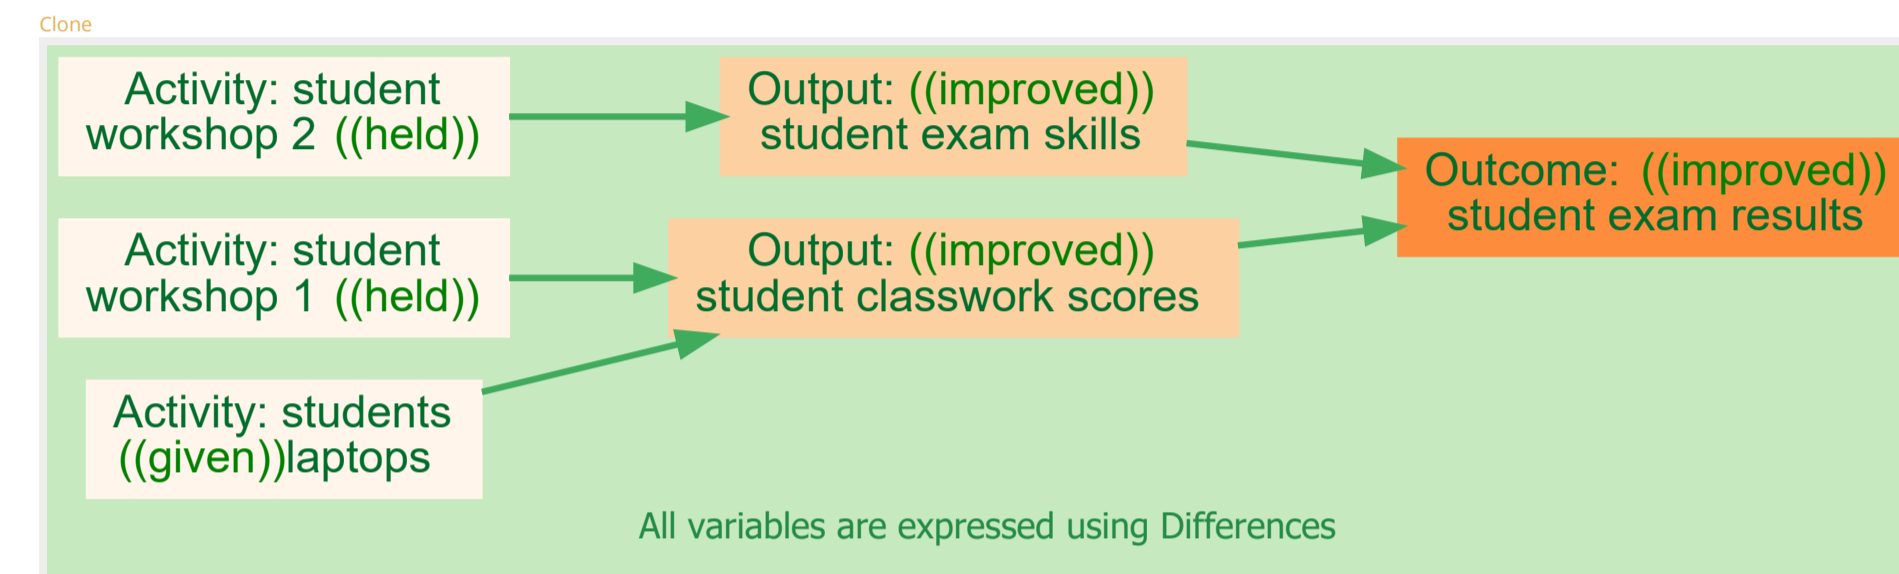 Clone
Activity: student
workshop 2 ((held))
Output: ((improved))
student exam skills
Outcome: ((improved))
student exam results
Activity: student
workshop 1 ((held))
Output: ((improved))
student classwork scores
Activity: students
((given))laptops
All variables are expressed using Differences